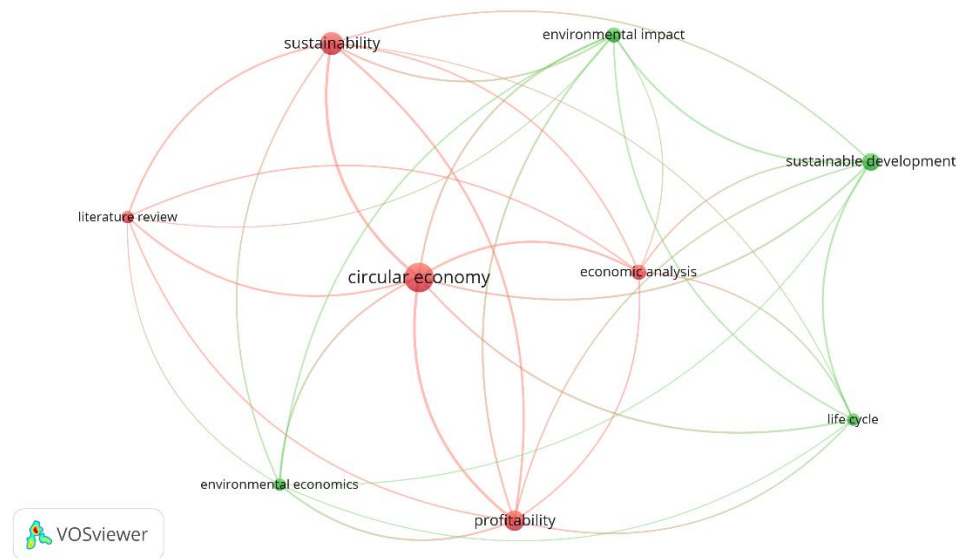 sustainability
environmental impact
sustainable development
literature review
circular economy
economic analysis
life cycle
environmental economics
profitability
VOSviewer